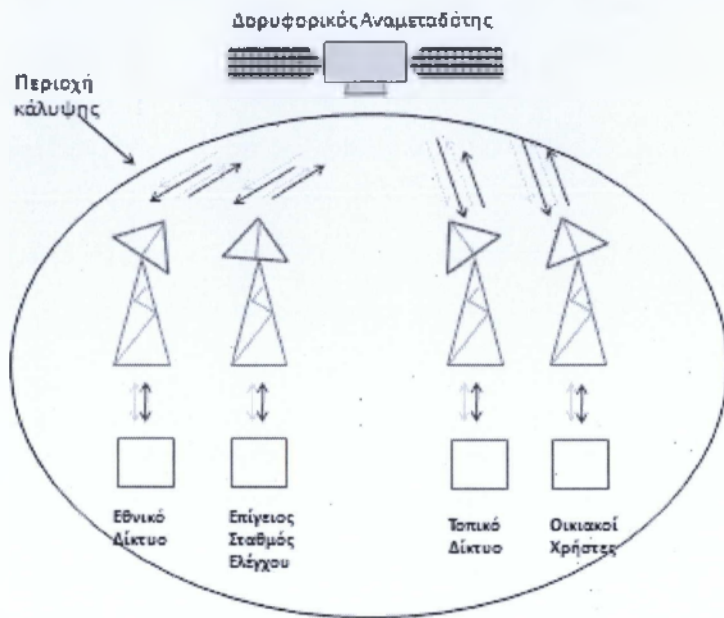 Δορυφορικός Αναμεταδότης
Περιοχή
κάλυψης
Εθνικό
Δίκτυο
Επίγειος
Σταθμός
Ελέγχου
Τοπικό
Δίκτυο
Οικιακοί
Χρήστες